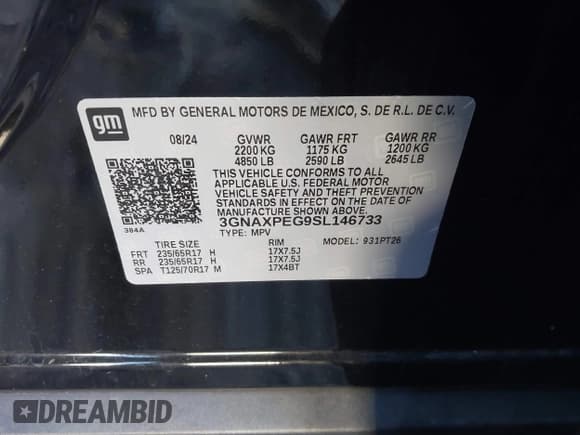 gm
MFD BY GENERAL MOTORS DE MEXICO, S. DE R.L. DE C.V.
08/24 GVWR GAWR FRT GAWR RR
2200 KG 1175 KG 1200 KG
4850 LB 2590 LB 2645 LB
THIS VEHICLE CONFORMS TO ALL
APPLICABLE U.S. FEDERAL MOTOR
VEHICLE SAFETY AND THEFT PREVENTION
STANDARDS IN EFFECT ON THE DATE OF
MANUFACTURE SHOWN ABOVE.
384A
3GNAXPEG9SL146733
TYPE: MPV MODEL: 931PT26
TIRE SIZE RIM
FRT 235/65R17 H 17X7.5J
RR 235/65R17 H 17X7.5J
SPA T125/70R17 M 17X4BT
DREAMBID